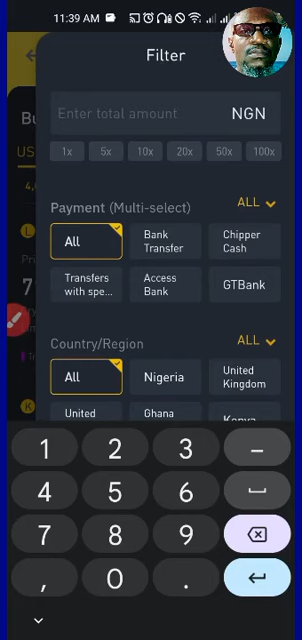 11:39 AM
Filter
Enter total amount NGN
1x 5x 10x 20x 50x 100x
Payment (Multi-select) ALL
All
Bank
Transfer
Chipper
Cash
Transfers
with spe...
Access
Bank
GTBank
Country/Region ALL
All
Nigeria
United
Kingdom
United
Ghana
Kenya
1 2 3 –
4 5 6
7 8 9
, 0 .